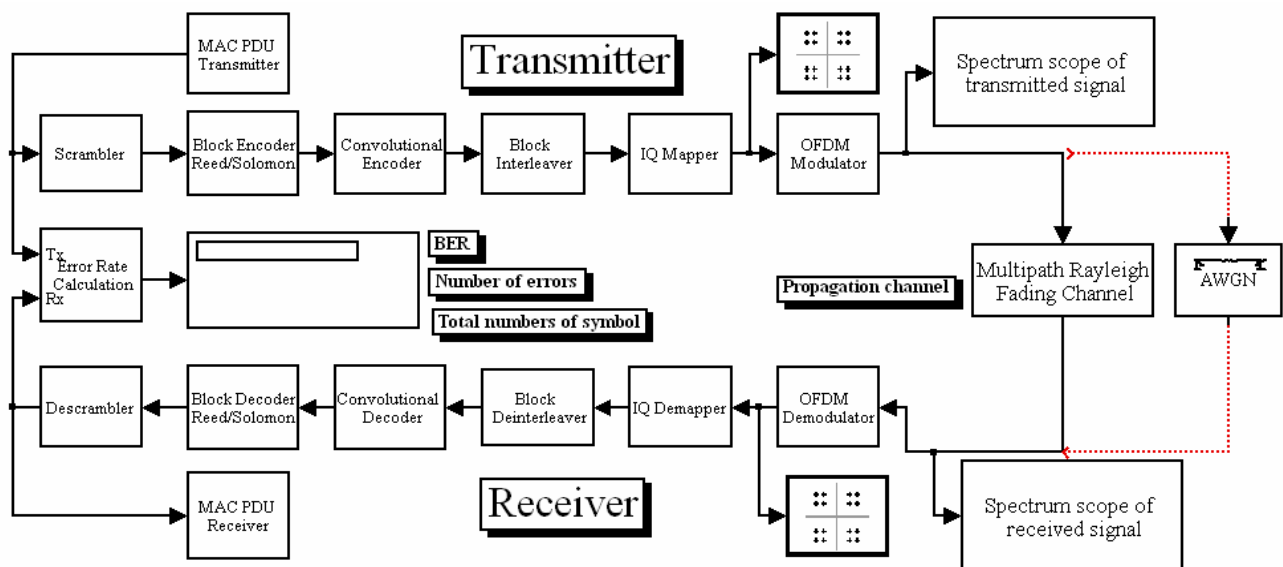 MAC PDU
Transmitter
Transmitter
Spectrum scope of
transmitted signal
Scrambler
Block Encoder
Reed/Solomon
Convolutional
Encoder
Block
Interleaver
IQ Mapper
OFDM
Modulator
Tx
Error Rate
Calculation
Rx
BER
Number of errors
Total numbers of symbol
Propagation channel
Multipath Rayleigh
Fading Channel
AWGN
Descrambler
Block Decoder
Reed/Solomon
Convolutional
Decoder
Block
Deinterleaver
IQ Demapper
OFDM
Demodulator
MAC PDU
Receiver
Receiver
Spectrum scope of
received signal